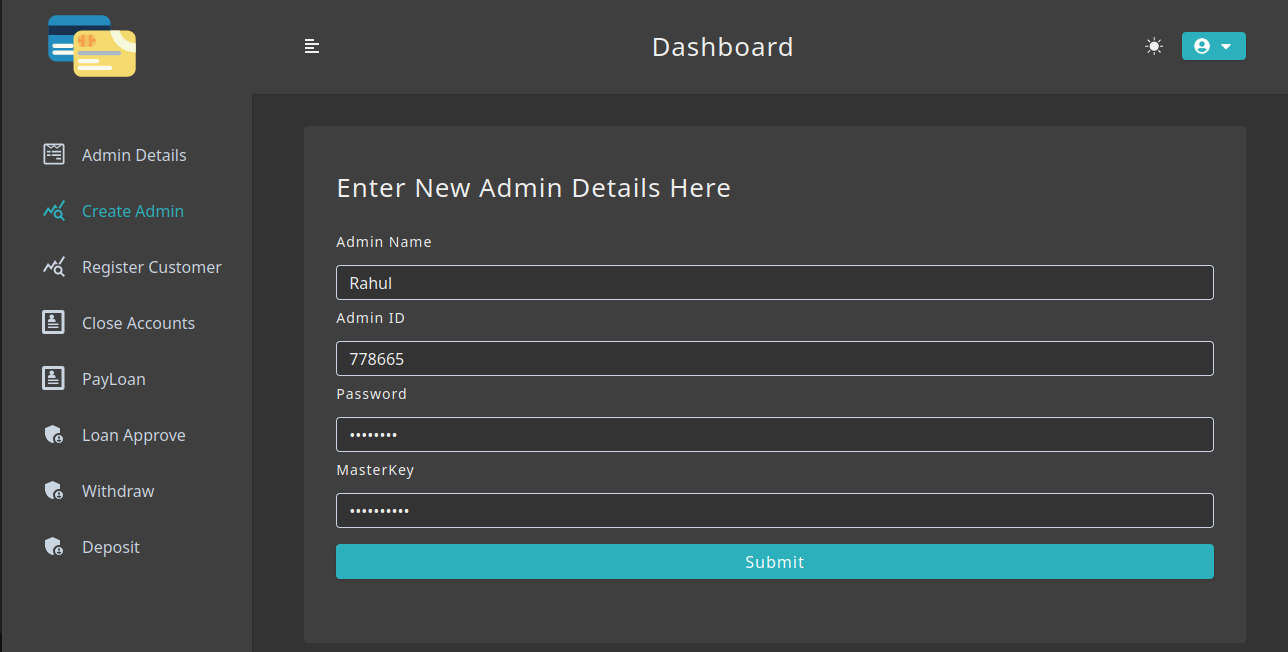 Dashboard
Admin Details
Create Admin
Register Customer
Close Accounts
PayLoan
Loan Approve
Withdraw
Deposit
Enter New Admin Details Here
Admin Name
Rahul
Admin ID
778665
Password
••••••••
MasterKey
••••••••••
Submit